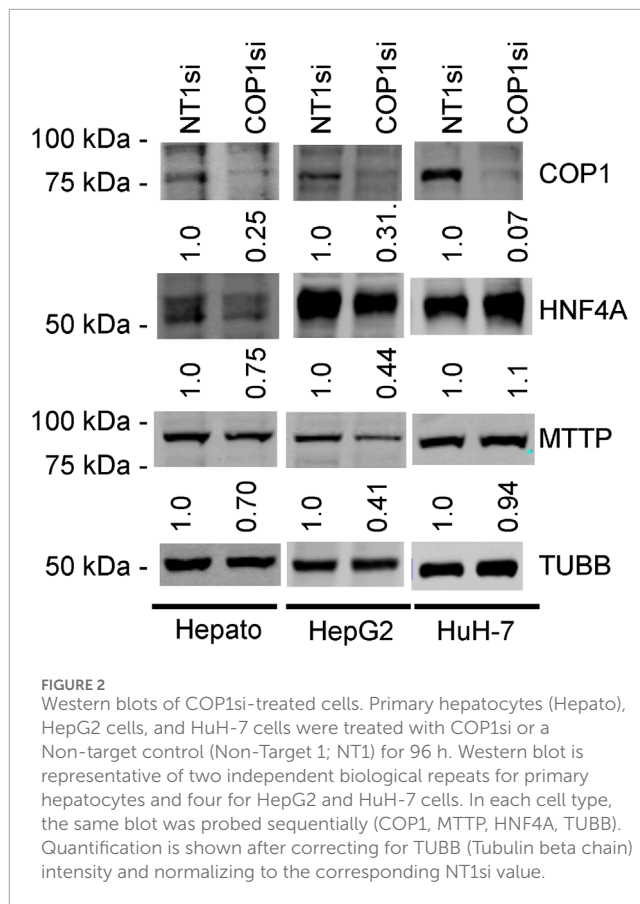 NT1si COP1si NT1si COP1si NT1si COP1si
100 kDa -
75 kDa - COP1
1.0 0.25 1.0 0.31. 1.0 0.07
50 kDa - HNF4A
1.0 0.75 1.0 0.44 1.0 1.1
100 kDa - MTTP
75 kDa -
1.0 0.70 1.0 0.41 1.0 0.94
50 kDa - TUBB
Hepato HepG2 HuH-7
FIGURE 2
Western blots of COP1si-treated cells. Primary hepatocytes (Hepato),
HepG2 cells, and HuH-7 cells were treated with COP1si or a
Non-target control (Non-Target 1; NT1) for 96 h. Western blot is
representative of two independent biological repeats for primary
hepatocytes and four for HepG2 and HuH-7 cells. In each cell type,
the same blot was probed sequentially (COP1, MTTP, HNF4A, TUBB).
Quantification is shown after correcting for TUBB (Tubulin beta chain)
intensity and normalizing to the corresponding NT1si value.